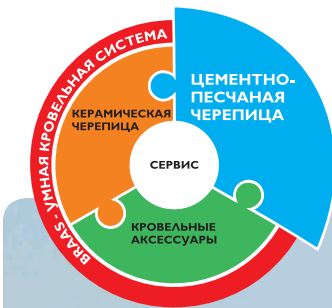 BRAAS - УМНАЯ КРОВЕЛЬНАЯ СИСТЕМА
ЦЕМЕНТНО-
ПЕСЧАНАЯ
ЧЕРЕПИЦА
КЕРАМИЧЕСКАЯ
ЧЕРЕПИЦА
СЕРВИС
КРОВЕЛЬНЫЕ
АКСЕССУАРЫ